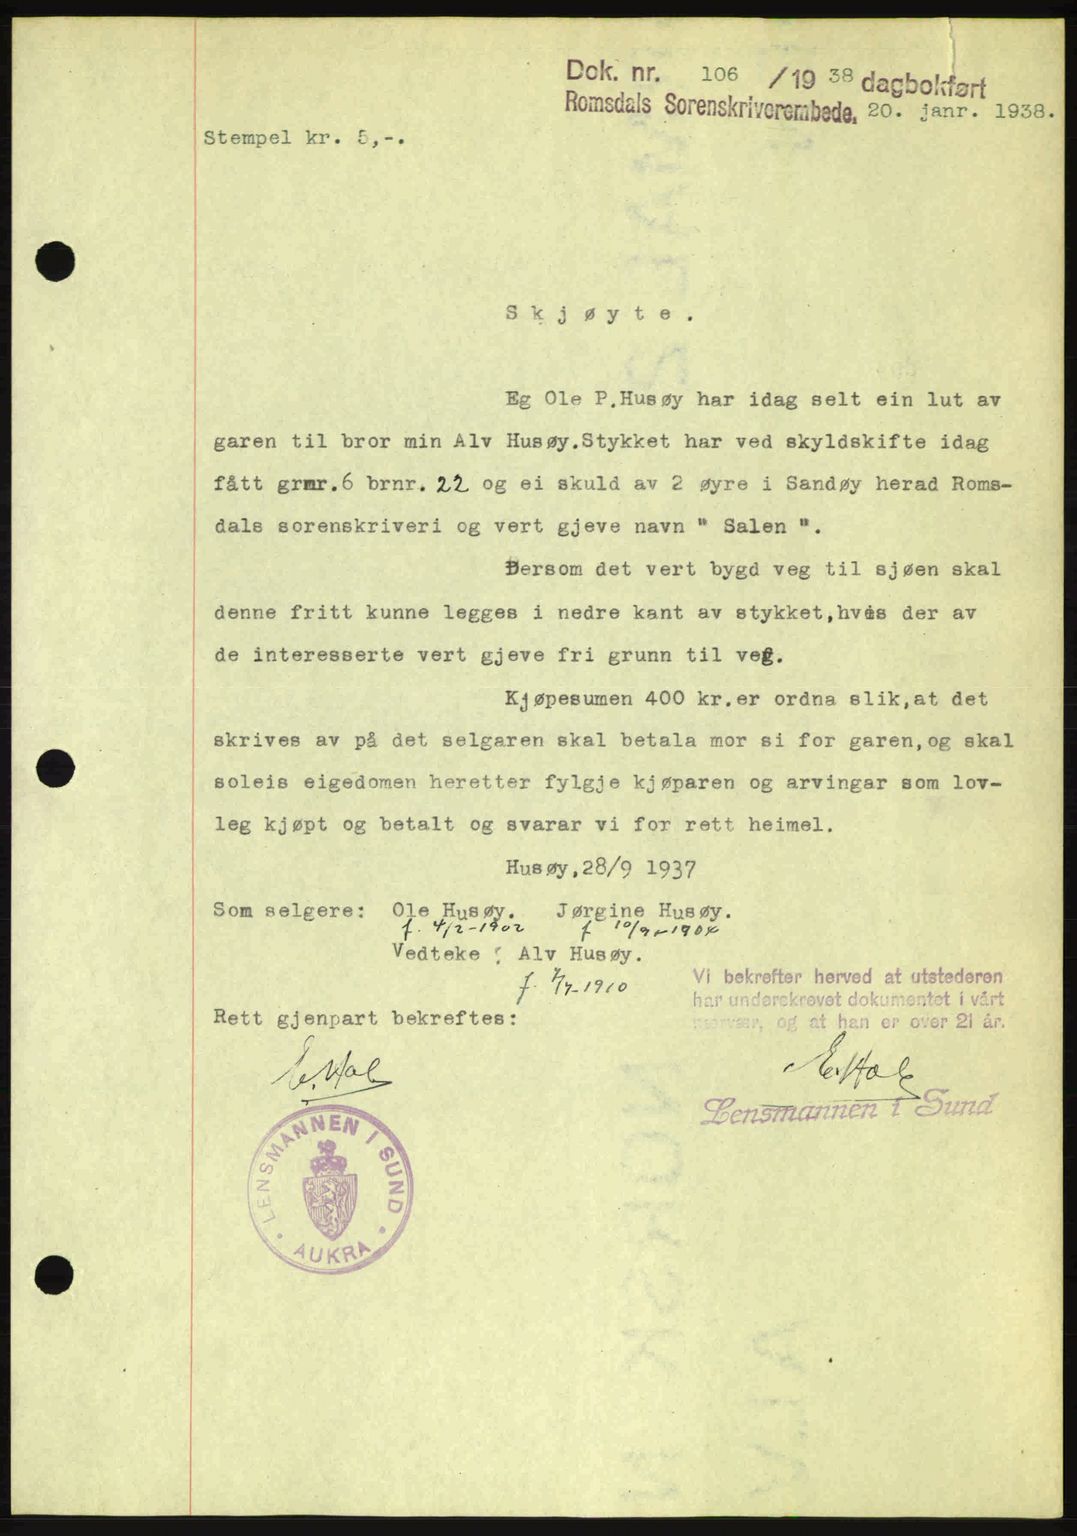 Dok. nr. 106 /1938 dagbokført
Romsdals Sorenskriverembede, 20. janr. 1938.
Stempel kr. 5,-.
Skjøyte.
Eg Ole P.Husøy har idag selt ein lut av
garen til bror min Alv Husøy.Stykket har ved skyldskifte idag
fått grnr.6 brnr. 22 og ei skuld av 2 øyre i Sandøy herad Roms-
dals sorenskriveri og vert gjeve navn " Salen ".
Dersom det vert bygd veg til sjøen skal
denne fritt kunne legges i nedre kant av stykket,hvis der av
de interesserte vert gjeve fri grunn til veg.
Kjøpesumen 400 kr.er ordna slik,at det
skrives av på det selgaren skal betala mor si for garen,og skal
soleis eigedomen heretter fylgje kjøparen og arvingar som lov-
leg kjøpt og betalt og svarar vi for rett heimel.
Husøy,28/9 1937
Som selgere: Ole Husøy. Jørgine Husøy.
f. 4/2-1902 f 10/9-1904
Vedteke : Alv Husøy.
f. /7-1910
Vi bekrefter herved at utstederen
har underskrevet dokumentet i vårt
nærvær, og at han er over 21 år.
Rett gjenpart bekreftes:
E. Hol
E. Hol
Lensmannen i Sund
LENSMANNEN I SUND
AUKRA